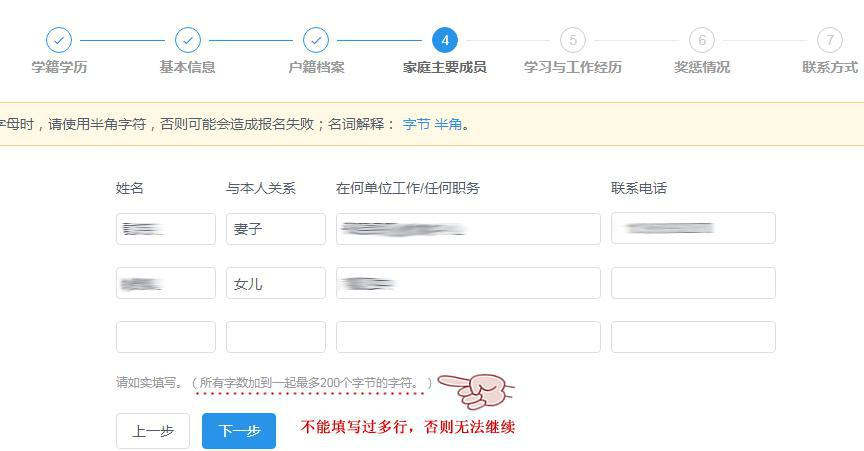 4 5 6 7
学籍学历 基本信息 户籍档案 家庭主要成员 学习与工作经历 奖惩情况 联系方式
字母时，请使用半角字符，否则可能会造成报名失败；名词解释： 字节 半角。
姓名 与本人关系 在何单位工作/任何职务 联系电话
妻子
女儿
请如实填写。（所有字数加到一起最多200个字节的字符。）
上一步 下一步 不能填写过多行，否则无法继续